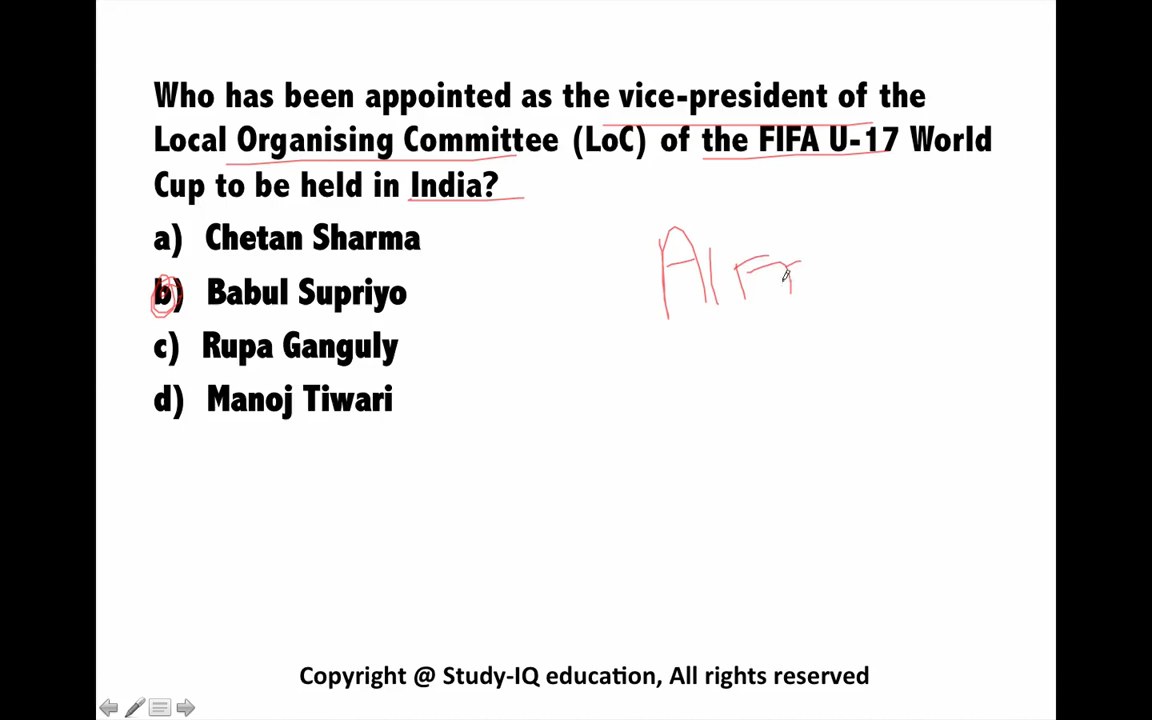 Who has been appointed as the vice-president of the
Local Organising Committee (LoC) of the FIFA U-17 World
Cup to be held in India?
a) Chetan Sharma
b) Babul Supriyo
c) Rupa Ganguly
d) Manoj Tiwari
AIF
Copyright @ Study-IQ education, All rights reserved